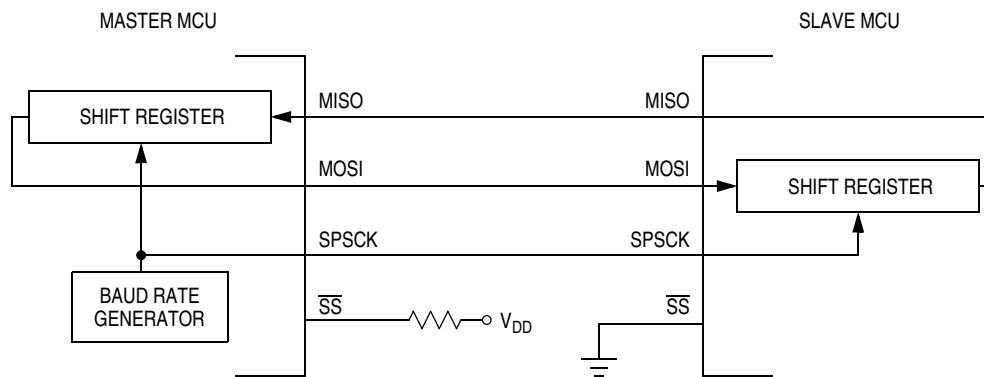 MASTER MCU
SLAVE MCU
SHIFT REGISTER
MISO
MISO
MOSI
MOSI
SHIFT REGISTER
SPSCK
SPSCK
BAUD RATE
GENERATOR
SS
VDD
SS